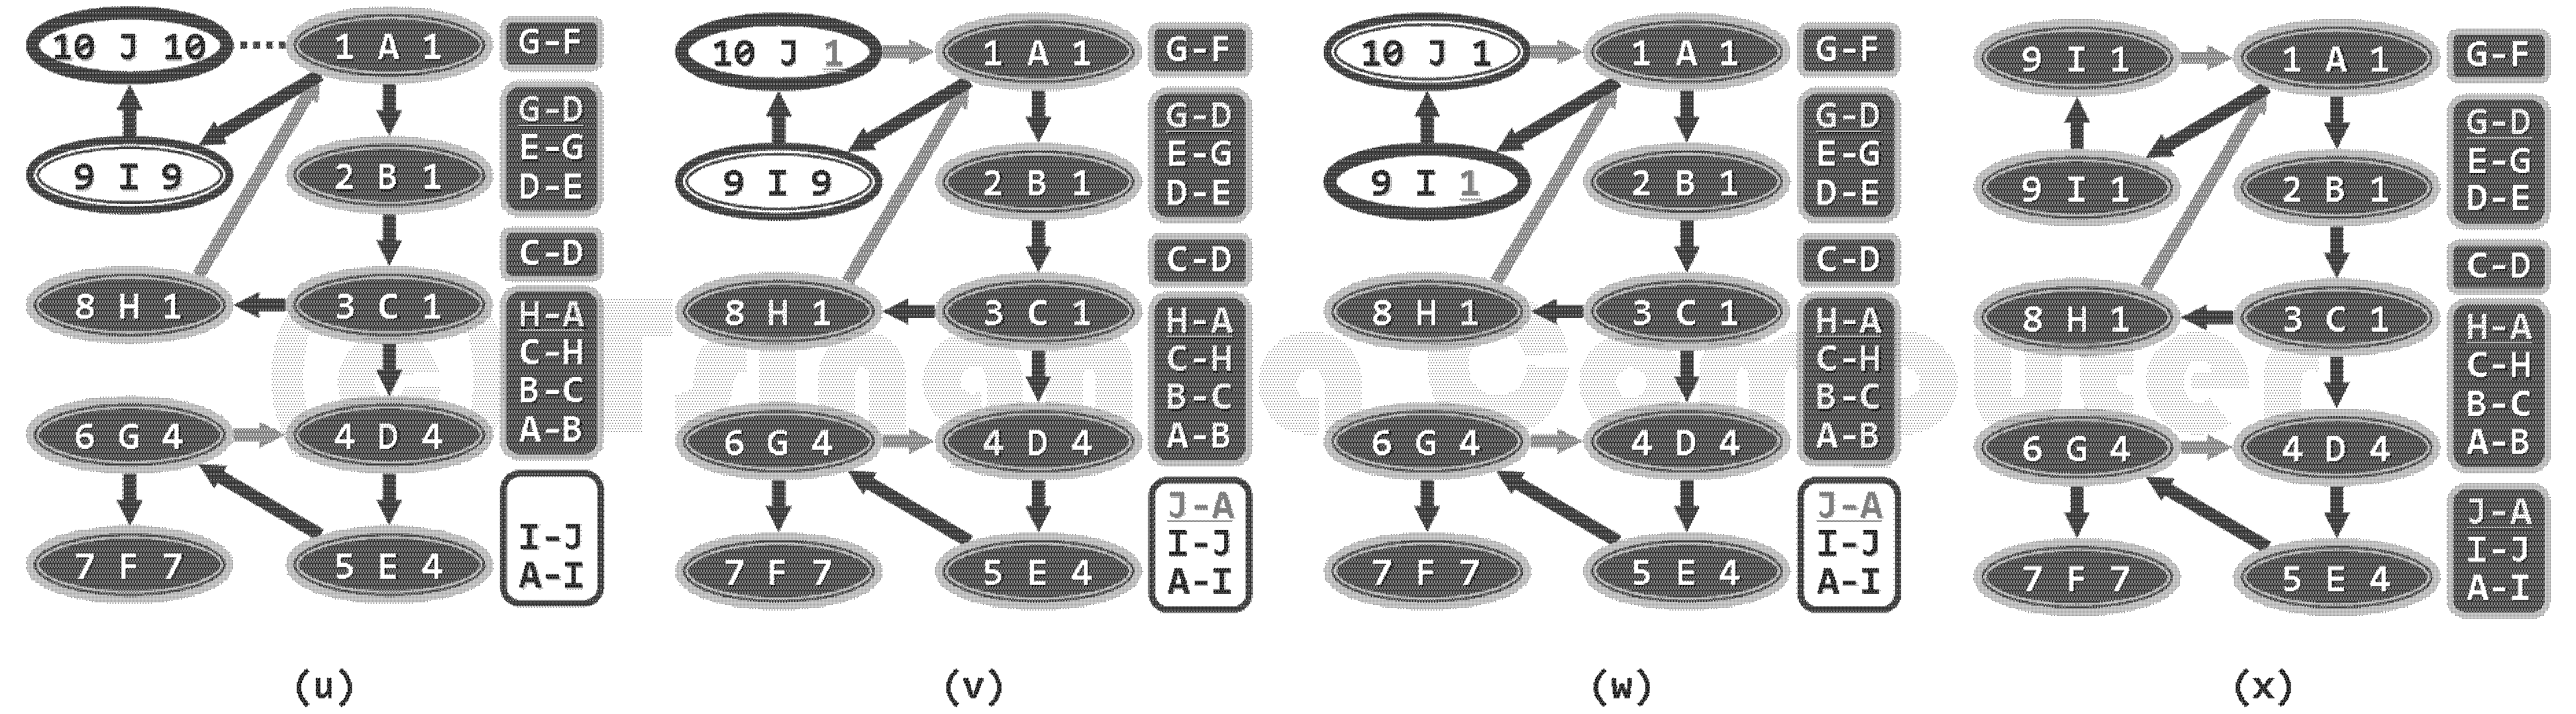 10 J 10
1 A 1
9 I 9
2 B 1
8 H 1
3 C 1
6 G 4
4 D 4
7 F 7
5 E 4
G-F
G-D
E-G
D-E
C-D
H-A
C-H
B-C
A-B
I-J
A-I
(u)
10 J 1
1 A 1
9 I 9
2 B 1
8 H 1
3 C 1
6 G 4
4 D 4
7 F 7
5 E 4
G-F
G-D
E-G
D-E
C-D
H-A
C-H
B-C
A-B
J-A
I-J
A-I
(v)
10 J 1
1 A 1
9 I 1
2 B 1
8 H 1
3 C 1
6 G 4
4 D 4
7 F 7
5 E 4
G-F
G-D
E-G
D-E
C-D
H-A
C-H
B-C
A-B
J-A
I-J
A-I
(w)
9 I 1
1 A 1
9 I 1
2 B 1
8 H 1
3 C 1
6 G 4
4 D 4
7 F 7
5 E 4
G-F
G-D
E-G
D-E
C-D
H-A
C-H
B-C
A-B
J-A
I-J
A-I
(x)